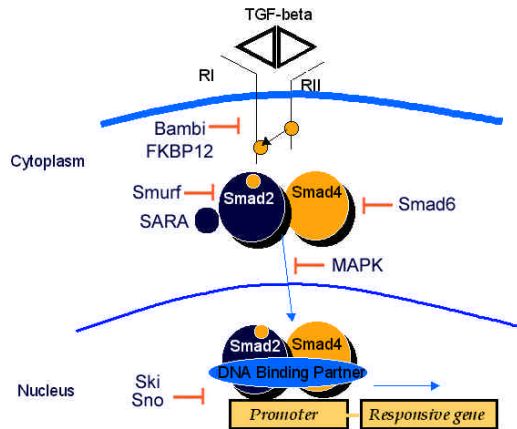 TGF-beta
RI
RII
Bambi
FKBP12
Cytoplasm
Smurf
Smad2
Smad4
Smad6
SARA
MAPK
Smad2
Smad4
DNA Binding Partner
Nucleus
Ski
Sno
Promoter
Responsive gene